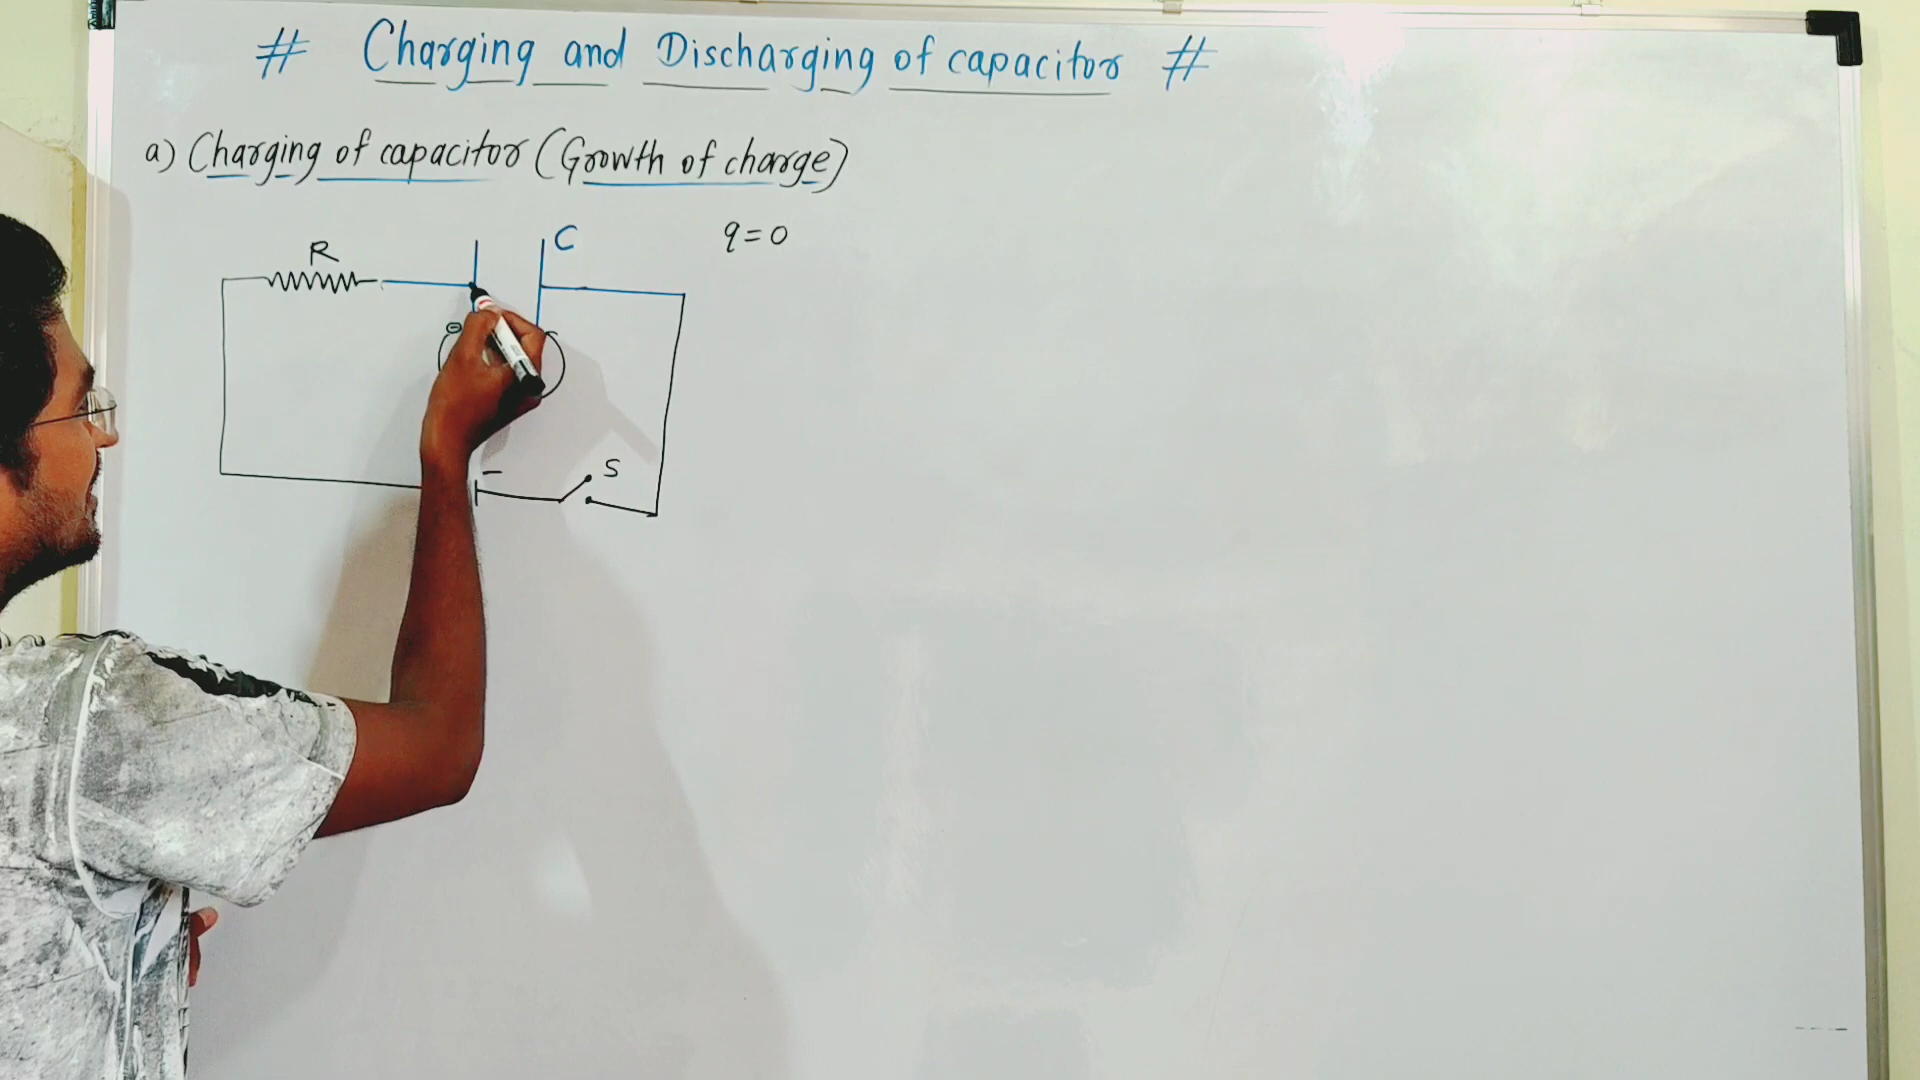 # Charging and Discharging of capacitor #
a) Charging of capacitor (Growth of charge)
R
C
q = 0
⊖
−
S